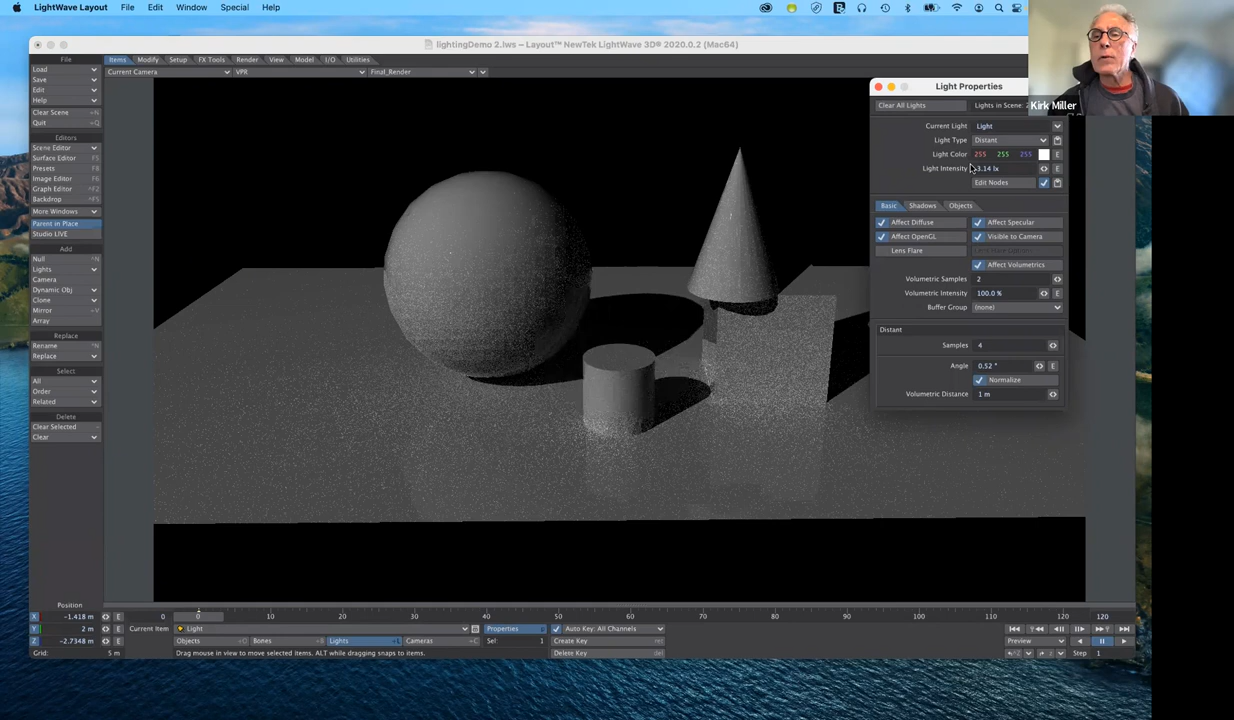 LightWave Layout File Edit Window Special Help
lightingDemo 2.iws – Layout™ NewTek LightWave 3D® 2020.0.2 (Mac64)
File Items Modify Setup FX Tools Render View Model I/O Utilities
Load Current Camera VPR Final_Render
Save
Edit
Help
Clear Scene
Quit
Editors
Scene Editor
Surface Editor F5
Presets
Image Editor F6
Graph Editor F2
Backdrop
More Windows
Parent in Place
Studio LIVE
Add
Null
Lights
Camera
Dynamic Obj
Clone
Mirror
Array
Replace
Rename
Replace
Select
All
Order
Related
Delete
Clear Selected
Clear
Light Properties
Kirk Miller
Clear All Lights Lights in Scene:
Current Light Light
Light Type Distant
Light Color 255 255 255 E
Light Intensity 3.14 lx E
Edit Nodes
Basic Shadows Objects
Affect Diffuse Affect Specular
Affect OpenGL Visible to Camera
Lens Flare
Affect Volumetrics
Volumetric Samples 2
Volumetric Intensity 100.0 % E
Buffer Group (none)
Distant
Samples 4
Angle 0.52 ° E
Normalize
Volumetric Distance 1 m
Position
X -1.418 m E 0 0 10 20 30 40 50 60 70 80 90 100 110 120 120
Y 2 m E Current Item Light Properties Auto Key: All Channels
Z -2.7348 m E Objects Bones Lights Cameras Sel: 1 Create Key Preview
Grid: 5 m Drag mouse in view to move selected items. ALT while dragging snaps to items. Delete Key Step 1